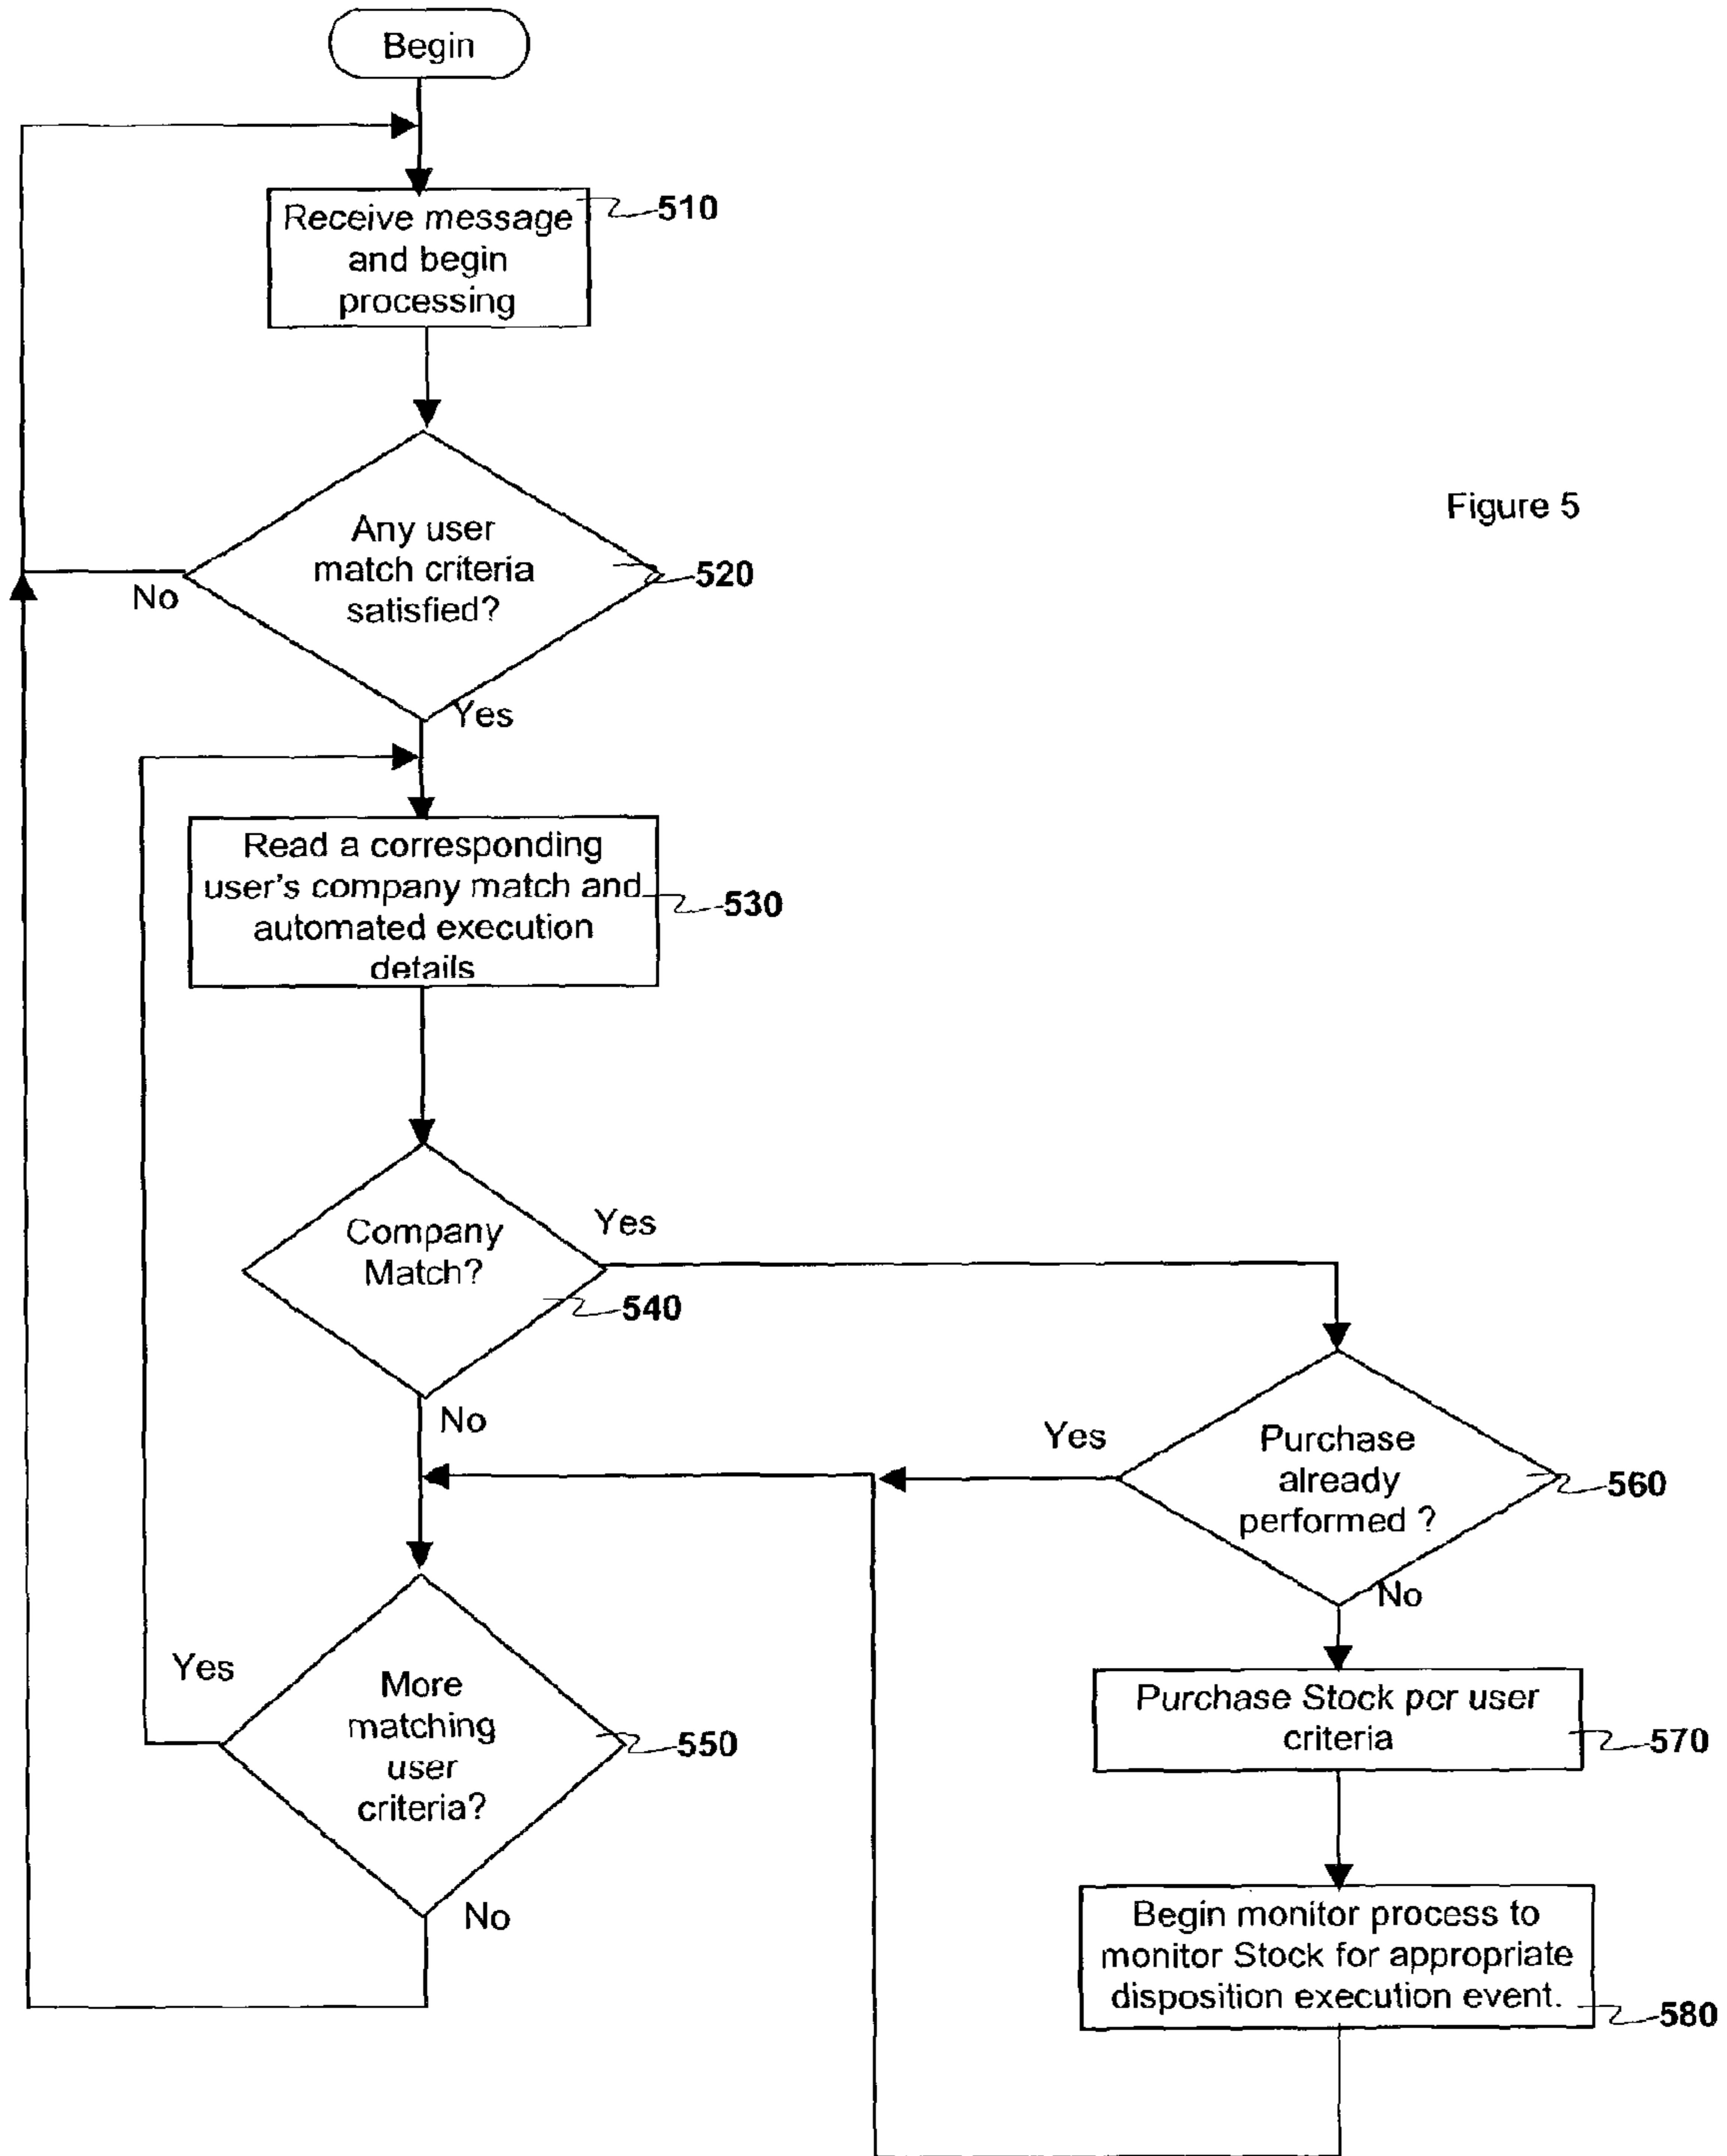 Begin
Receive message
and begin
processing
510
Figure 5
Any user
match criteria
satisfied?
520
No
Yes
Read a corresponding
user's company match and
automated execution
details
530
Company
Match?
Yes
540
No
Yes
Purchase
already
performed ?
560
No
Yes
More
matching
user
criteria?
550
No
Purchase Stock per user
criteria
570
Begin monitor process to
monitor Stock for appropriate
disposition execution event.
580